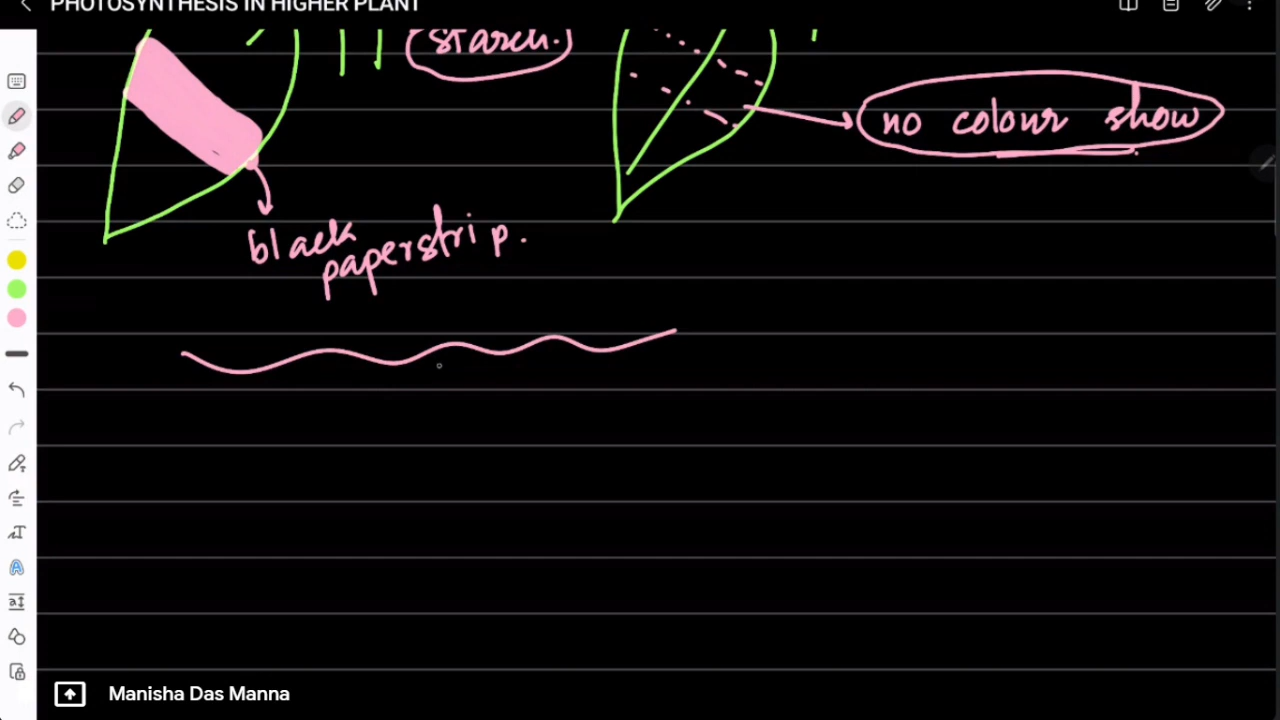 PHOTOSYNTHESIS IN HIGHER PLANT
starch.
no colour show
black
paperstrip.
Manisha Das Manna